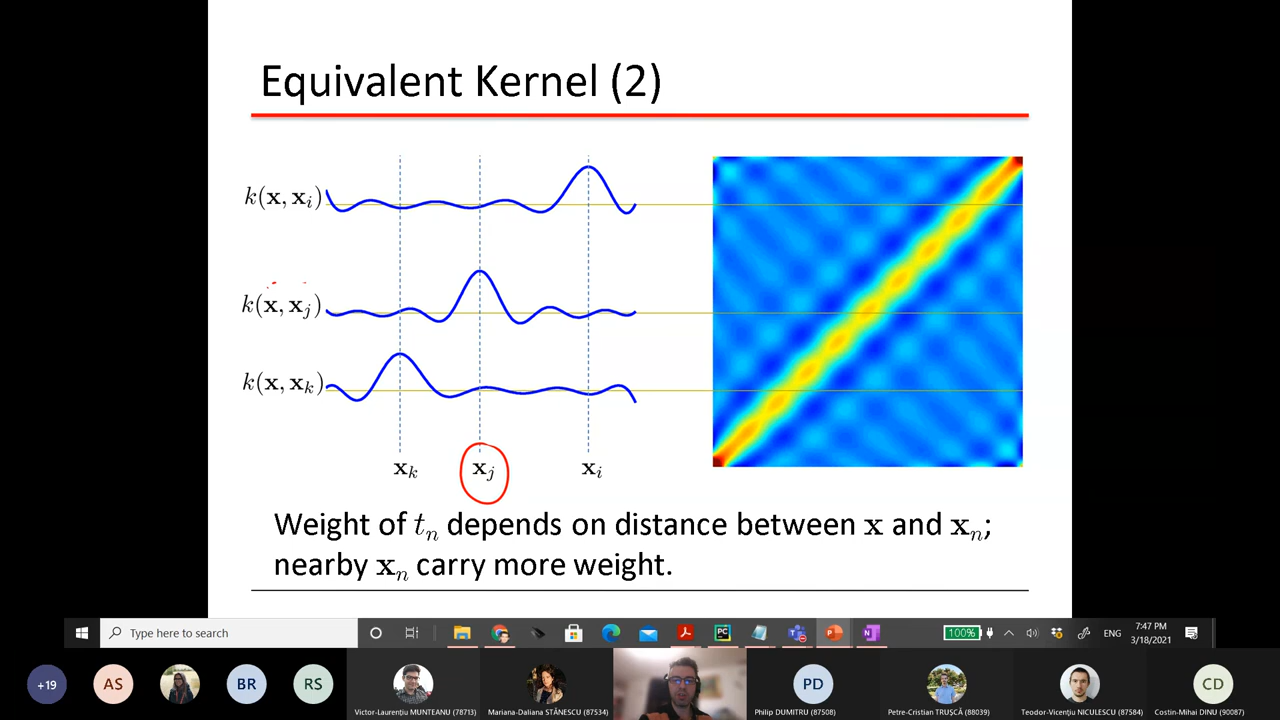 Equivalent Kernel (2)
k(x, xᵢ)
k(x, xⱼ)
k(x, xₖ)
xₖ xⱼ xᵢ
Weight of tₙ depends on distance between x and xₙ;
nearby xₙ carry more weight.
Type here to search
100%
ENG
7:47 PM
3/18/2021
+19
AS
BR
RS
PD
CD
Victor-Laurențiu MUNTEANU (78713)
Mariana-Daliana STĂNESCU (87534)
Philip DUMITRU (87508)
Petre-Cristian TRUȘCĂ (88039)
Teodor-Vicențiu NICULESCU (87584)
Costin-Mihai DINU (90087)